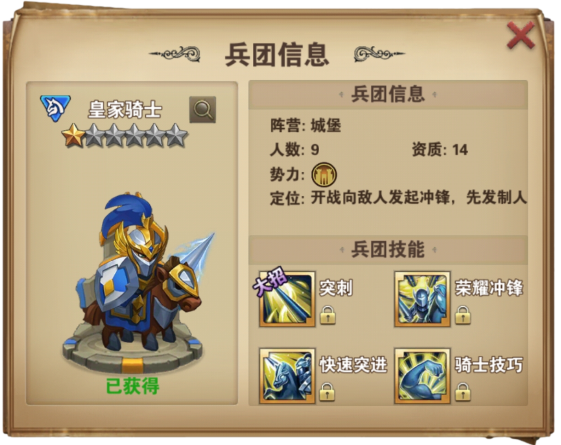 兵团信息
皇家骑士
已获得
兵团信息
阵营: 城堡
人数: 9 资质: 14
势力:
定位: 开战向敌人发起冲锋，先发制人
兵团技能
大招 突刺 荣耀冲锋
快速突进 骑士技巧